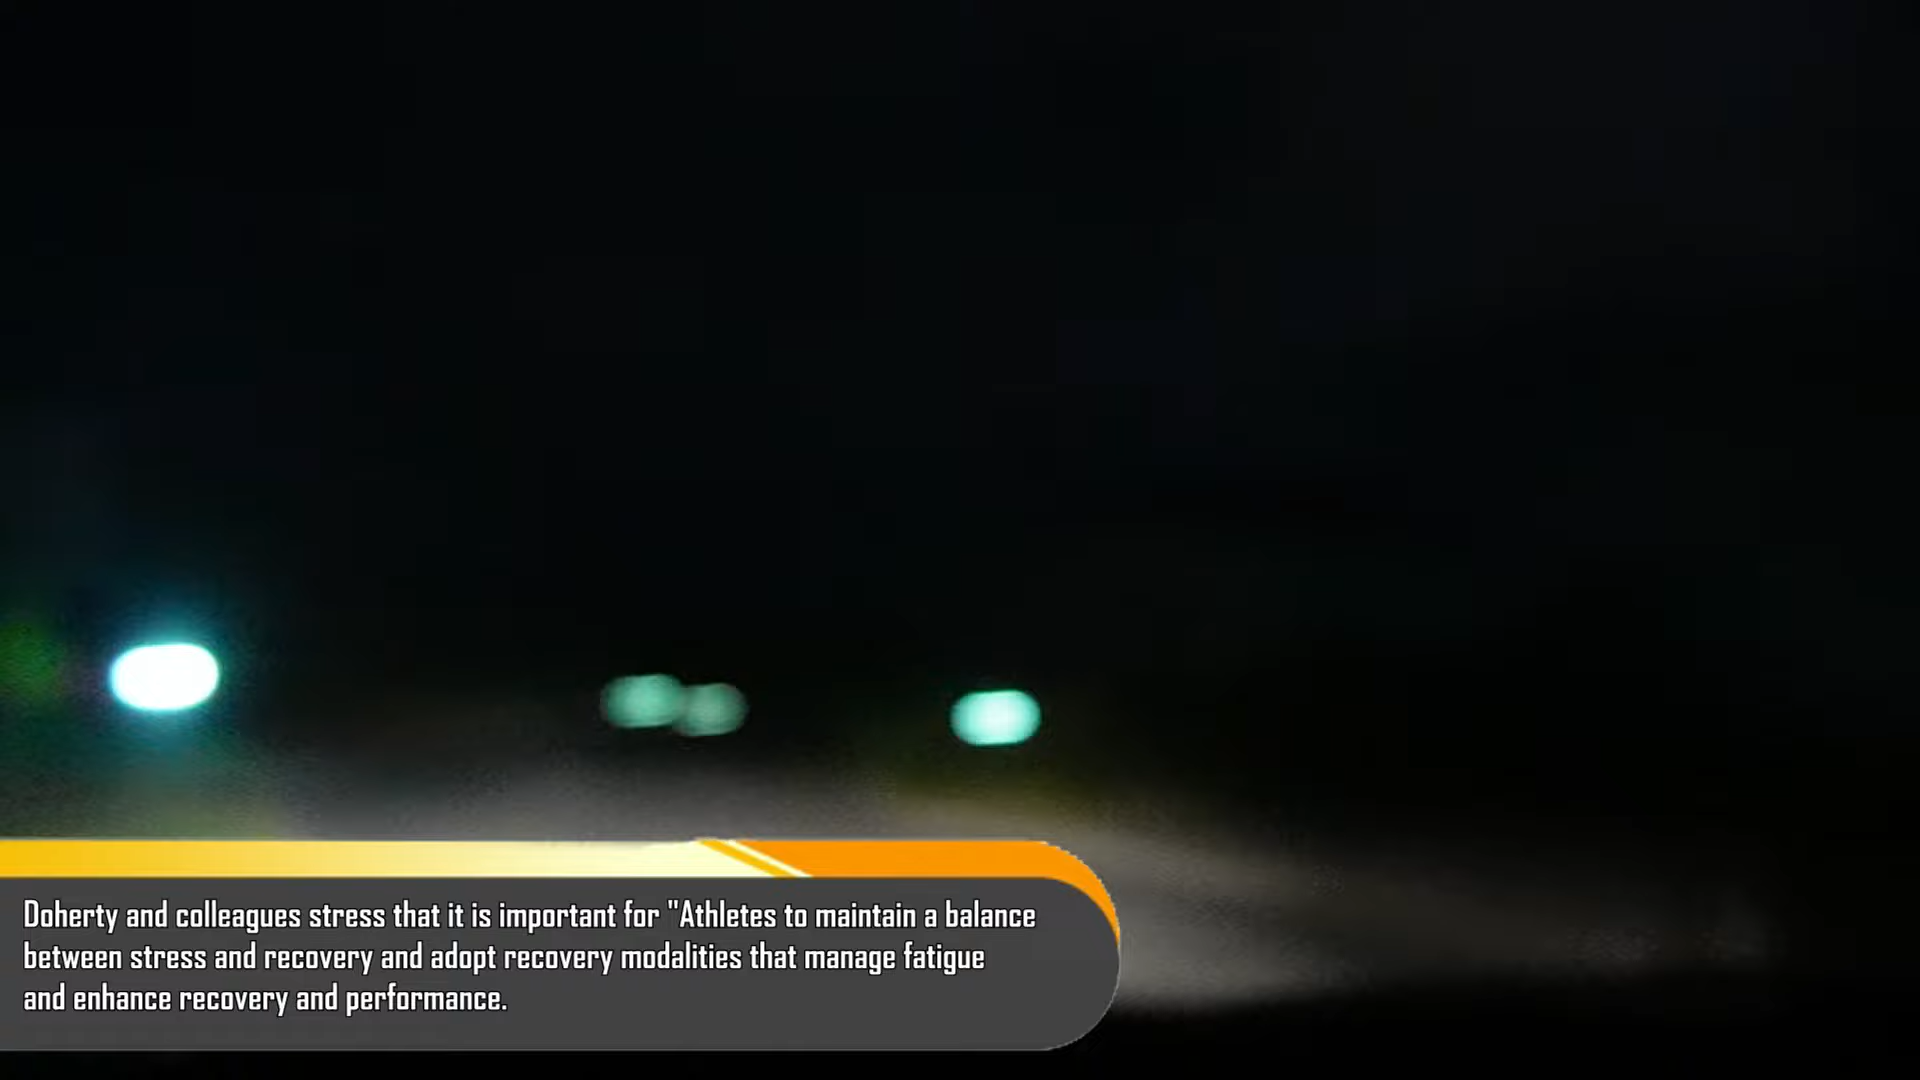 Doherty and colleagues stress that it is important for "Athletes to maintain a balance
between stress and recovery and adopt recovery modalities that manage fatigue
and enhance recovery and performance.